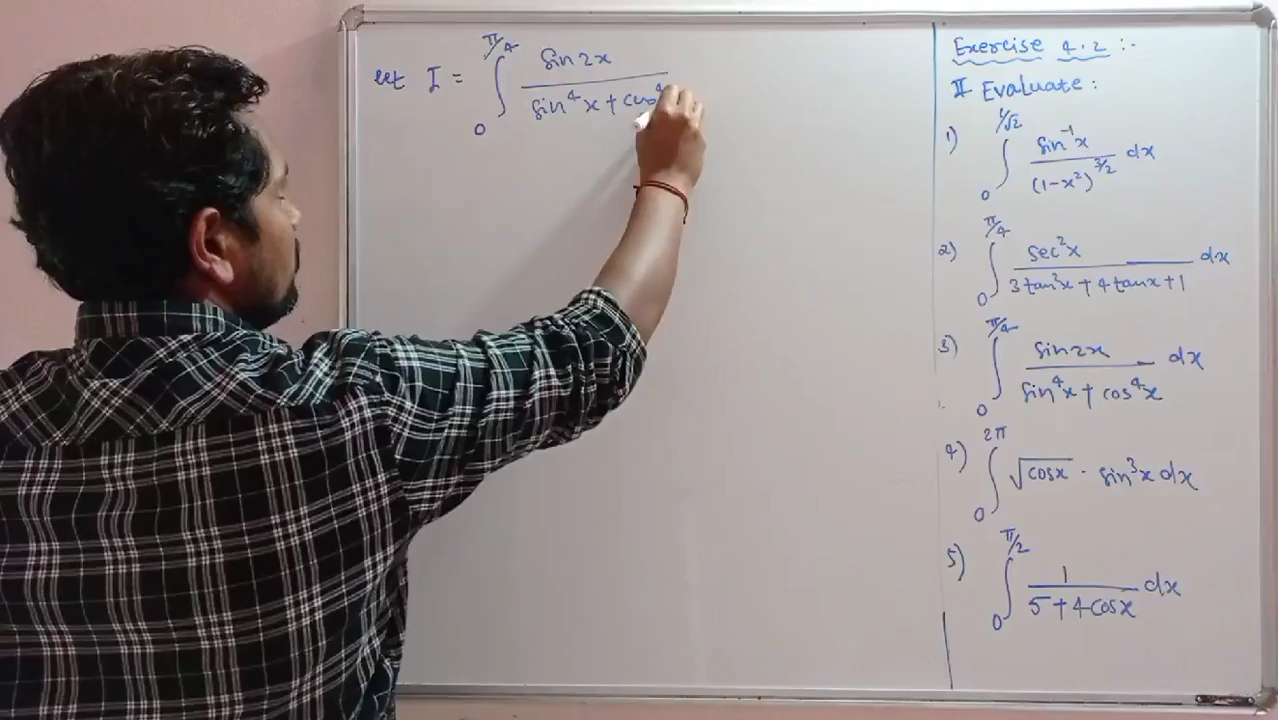 let I = ∫₀^{π/4} sin2x / sin⁴x + cos⁴
Exercise 4.2 :-
II Evaluate :
1) ∫₀^{1/√2} sin⁻¹x / (1-x²)^{3/2} dx
2) ∫₀^{π/4} sec²x / 3tan²x + 4tanx + 1 dx
3) ∫₀^{π/4} sin2x / sin⁴x + cos⁴x dx
4) ∫₀^{2π} √cosx · sin³x dx
5) ∫₀^{π/2} 1 / 5+4cosx dx